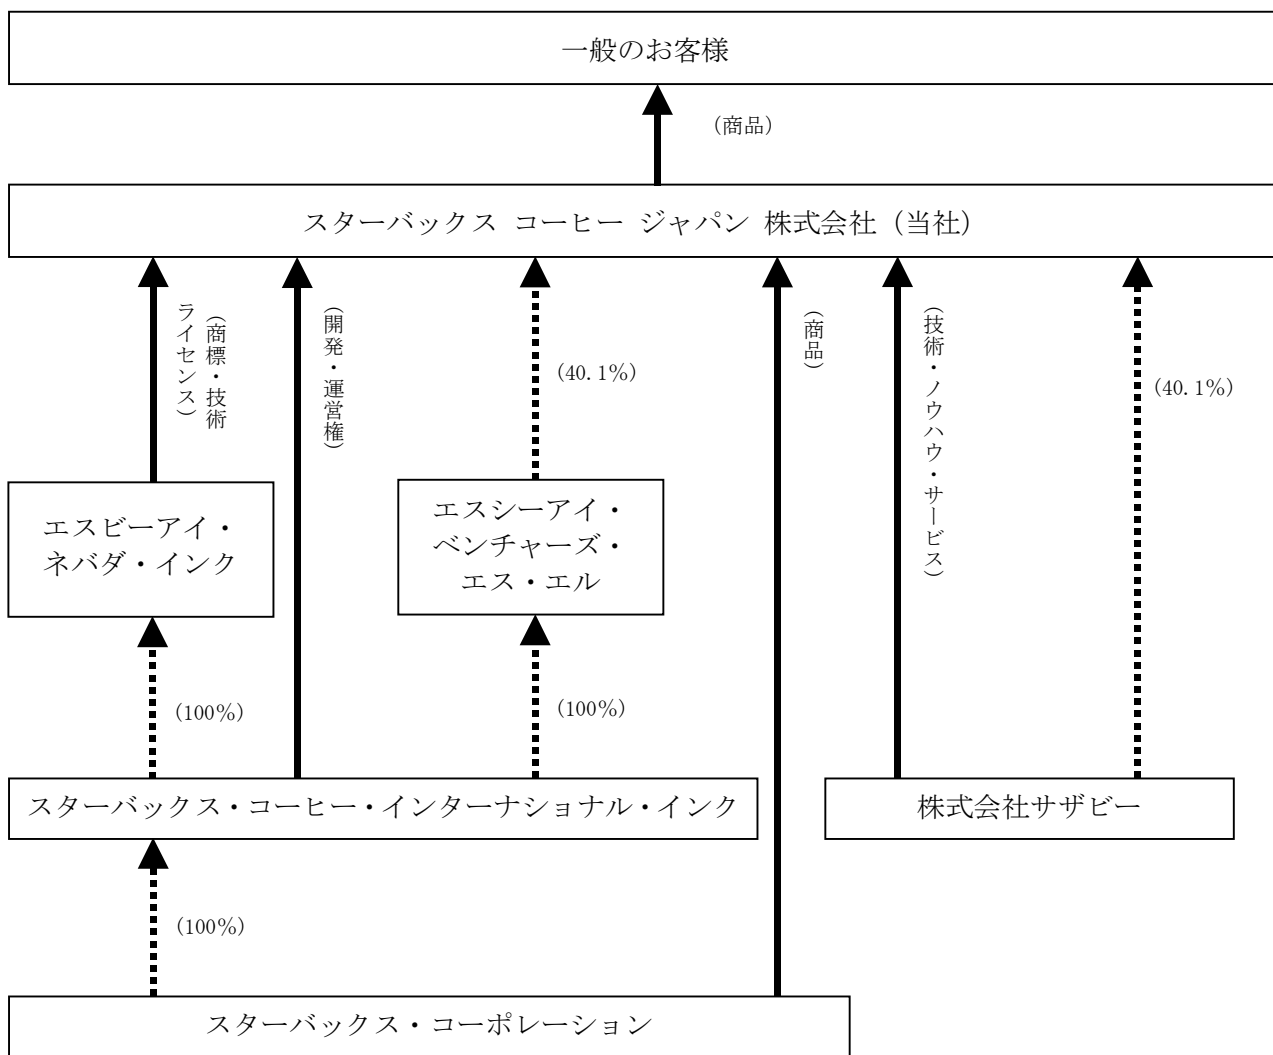 一般のお客様
（商品）
スターバックス コーヒー ジャパン 株式会社（当社）
（商標・技術
ライセンス）
（開発・運営権）
（40.1％）
（商品）
（技術・ノウハウ・サービス）
（40.1％）
エスビーアイ・
ネバダ・インク
エスシーアイ・
ベンチャーズ・
エス・エル
（100％）
（100％）
スターバックス・コーヒー・インターナショナル・インク
株式会社サザビー
（100％）
スターバックス・コーポレーション